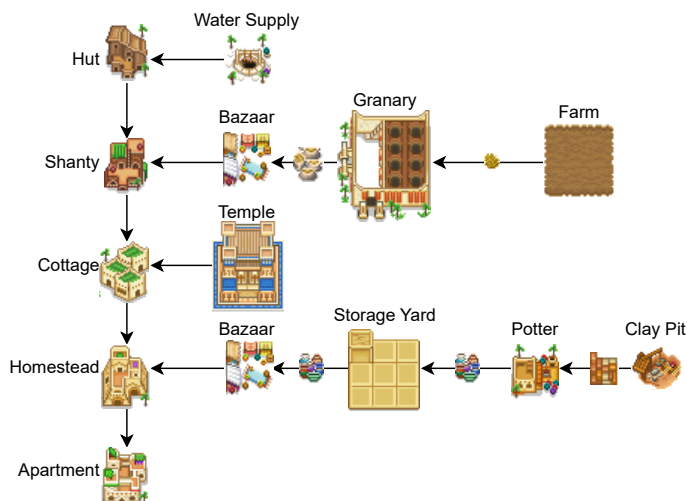 Water Supply
Hut
Granary
Bazaar
Farm
Shanty
Temple
Cottage
Storage Yard
Bazaar
Potter
Clay Pit
Homestead
Apartment